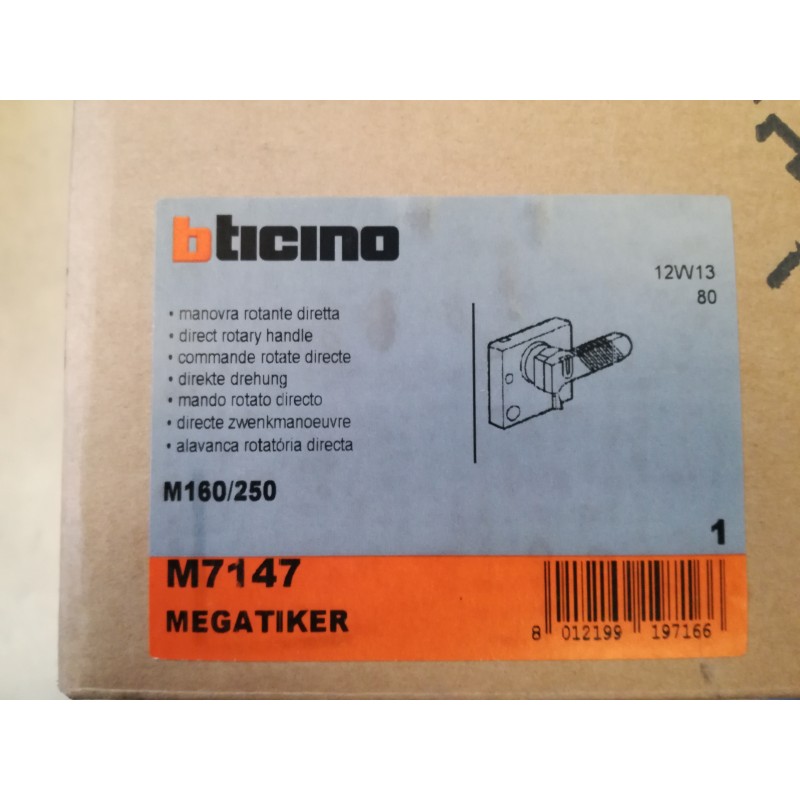 bticino
12W13
80
• manovra rotante diretta
• direct rotary handle
• commande rotate directe
• direkte drehung
• mando rotato directo
• directe zwenkmanoeuvre
• alavanca rotatória directa
M160/250
1
M7147
MEGATIKER
8 012199 197166